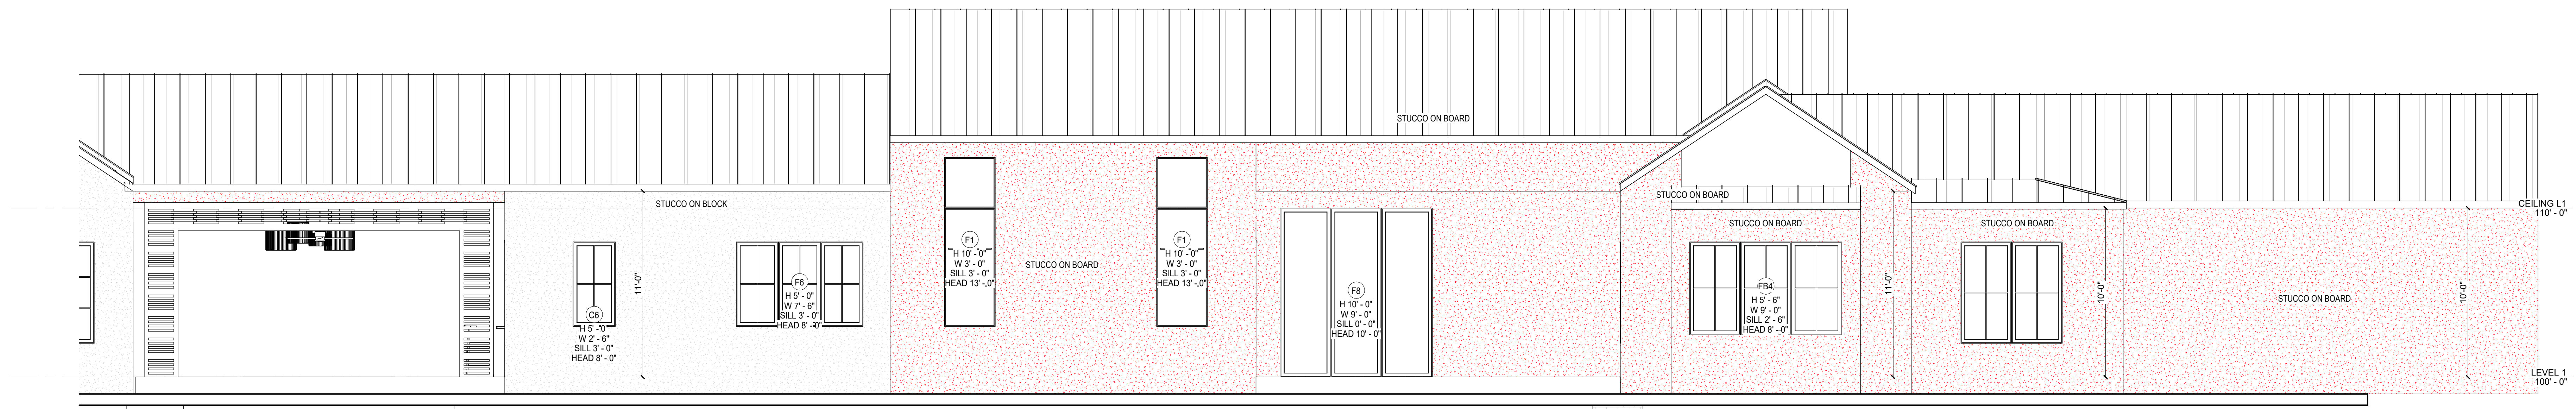 STUCCO ON BOARD
STUCCO ON BOARD
STUCCO ON BLOCK
CEILING L1
110' - 0"
STUCCO ON BOARD
STUCCO ON BOARD
F1
H 10' - 0"
W 3' - 0"
SILL 3' - 0"
HEAD 13' - 0"
F1
H 10' - 0"
W 3' - 0"
SILL 3' - 0"
HEAD 13' - 0"
STUCCO ON BOARD
11'-0"
F6
H 5' - 0"
W 7' - 6"
SILL 3' - 0"
HEAD 8' - 0"
F8
H 10' - 0"
W 9' - 0"
SILL 0' - 0"
HEAD 10' - 0"
FB4
H 5' - 6"
W 9' - 0"
SILL 2' - 6"
HEAD 8' - 0"
11'-0"
10'-0"
STUCCO ON BOARD
10'-0"
C6
H 5' - 0"
W 2' - 6"
SILL 3' - 0"
HEAD 8' - 0"
LEVEL 1
100' - 0"